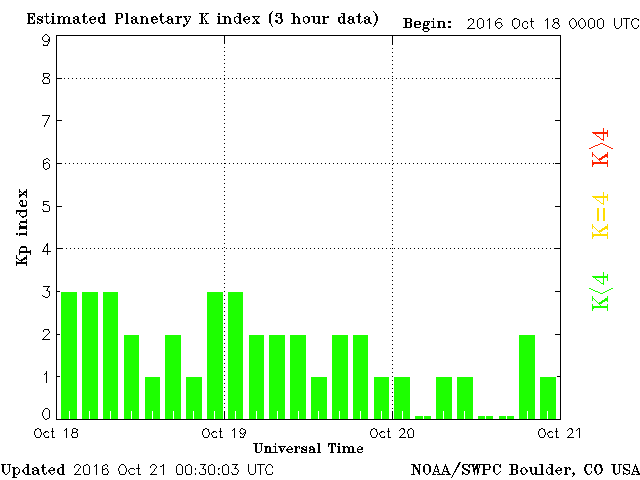 Estimated Planetary K index (3 hour data) Begin: 2016 Oct 18 0000 UTC
9
8
7
6
5
4
3
2
1
0
Kp index
K>4
K=4
K<4
Oct 18 Oct 19 Oct 20 Oct 21
Universal Time
Updated 2016 Oct 21 00:30:03 UTC NOAA/SWPC Boulder, CO USA